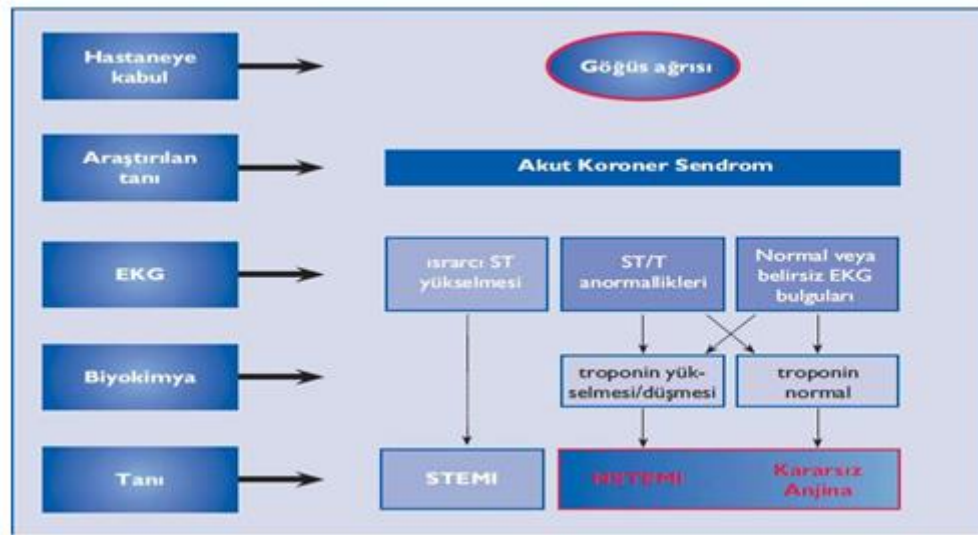 Hastaneye
kabul
Göğüs ağrısı
Araştırılan
tanı
Akut Koroner Sendrom
EKG
ısrarcı ST
yükselmesi
ST/T
anormallikleri
Normal veya
belirsiz EKG
bulguları
Biyokimya
troponin yük-
selmesi/düşmesi
troponin
normal
Tanı
STEMI
NSTEMI
Kararsız
Anjina